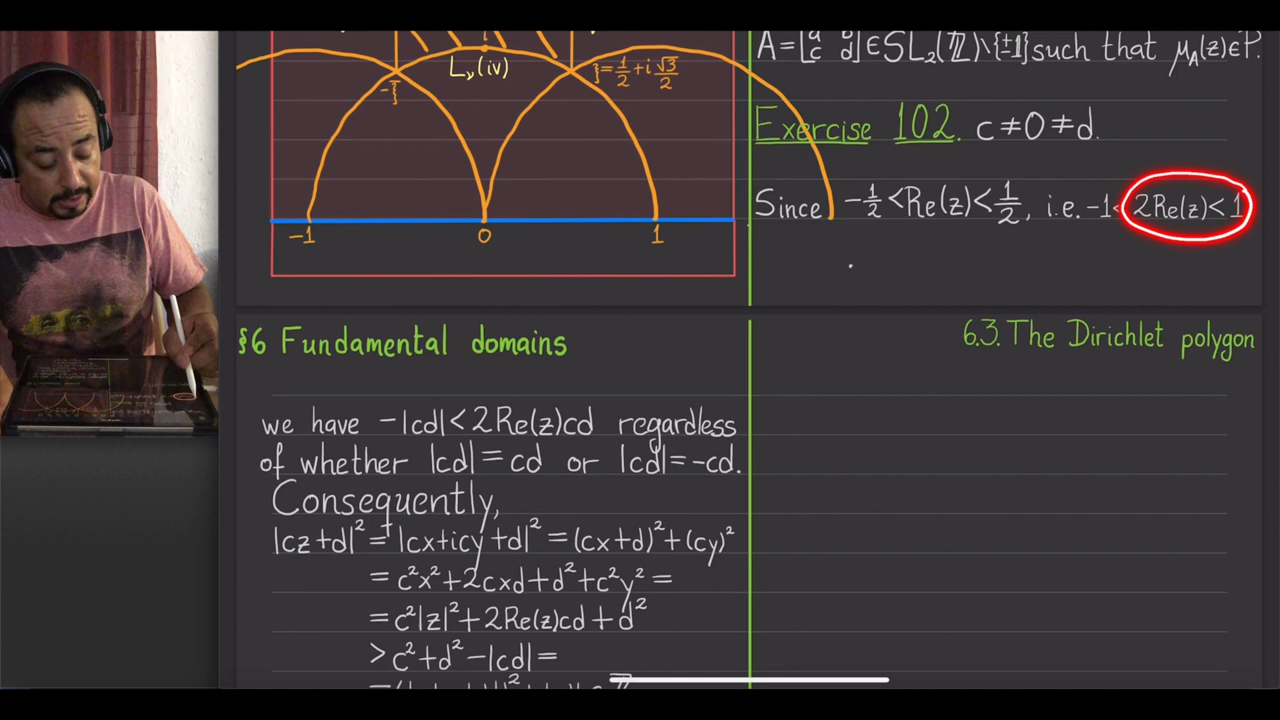 L_ν(iv)
-ξ̄
ξ=1/2+i√3/2
-1 0 1
A=[a b; c d]∈SL₂(ℤ)\{±1} such that μ_A(z)∈P.
Exercise 102. c≠0≠d.
Since -1/2<Re(z)<1/2, i.e. -1<2Re(z)<1
§6 Fundamental domains
6.3. The Dirichlet polygon
we have -|cd|<2Re(z)cd regardless
of whether |cd|=cd or |cd|=-cd.
Consequently,
|cz+d|²=|cx+icy+d|²=(cx+d)²+(cy)²
=c²x²+2cxd+d²+c²y²=
=c²|z|²+2Re(z)cd+d²
>c²+d²-|cd|=